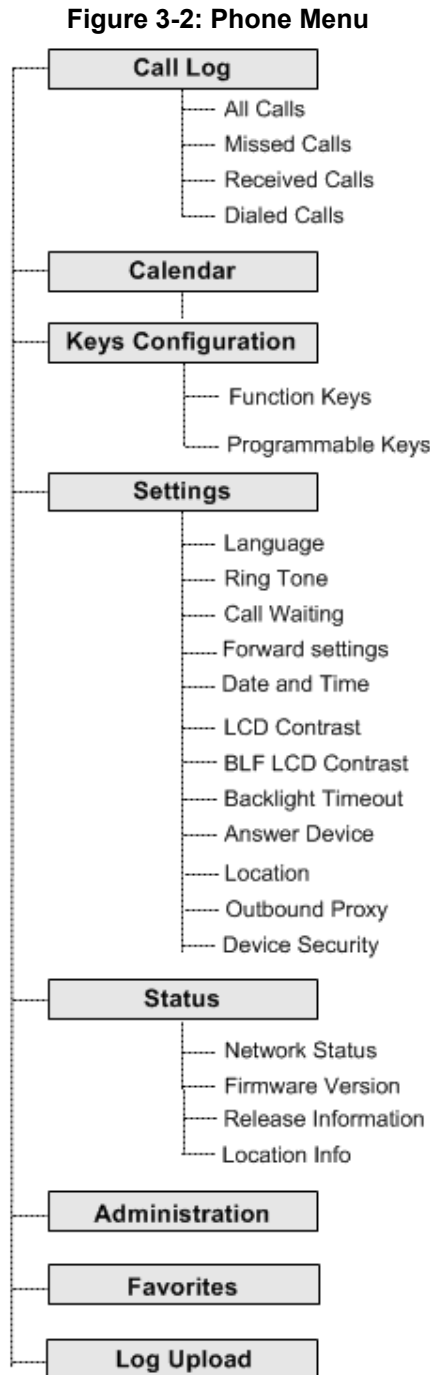 Figure 3-2: Phone Menu
Call Log
All Calls
Missed Calls
Received Calls
Dialed Calls
Calendar
Keys Configuration
Function Keys
Programmable Keys
Settings
Language
Ring Tone
Call Waiting
Forward settings
Date and Time
LCD Contrast
BLF LCD Contrast
Backlight Timeout
Answer Device
Location
Outbound Proxy
Device Security
Status
Network Status
Firmware Version
Release Information
Location Info
Administration
Favorites
Log Upload